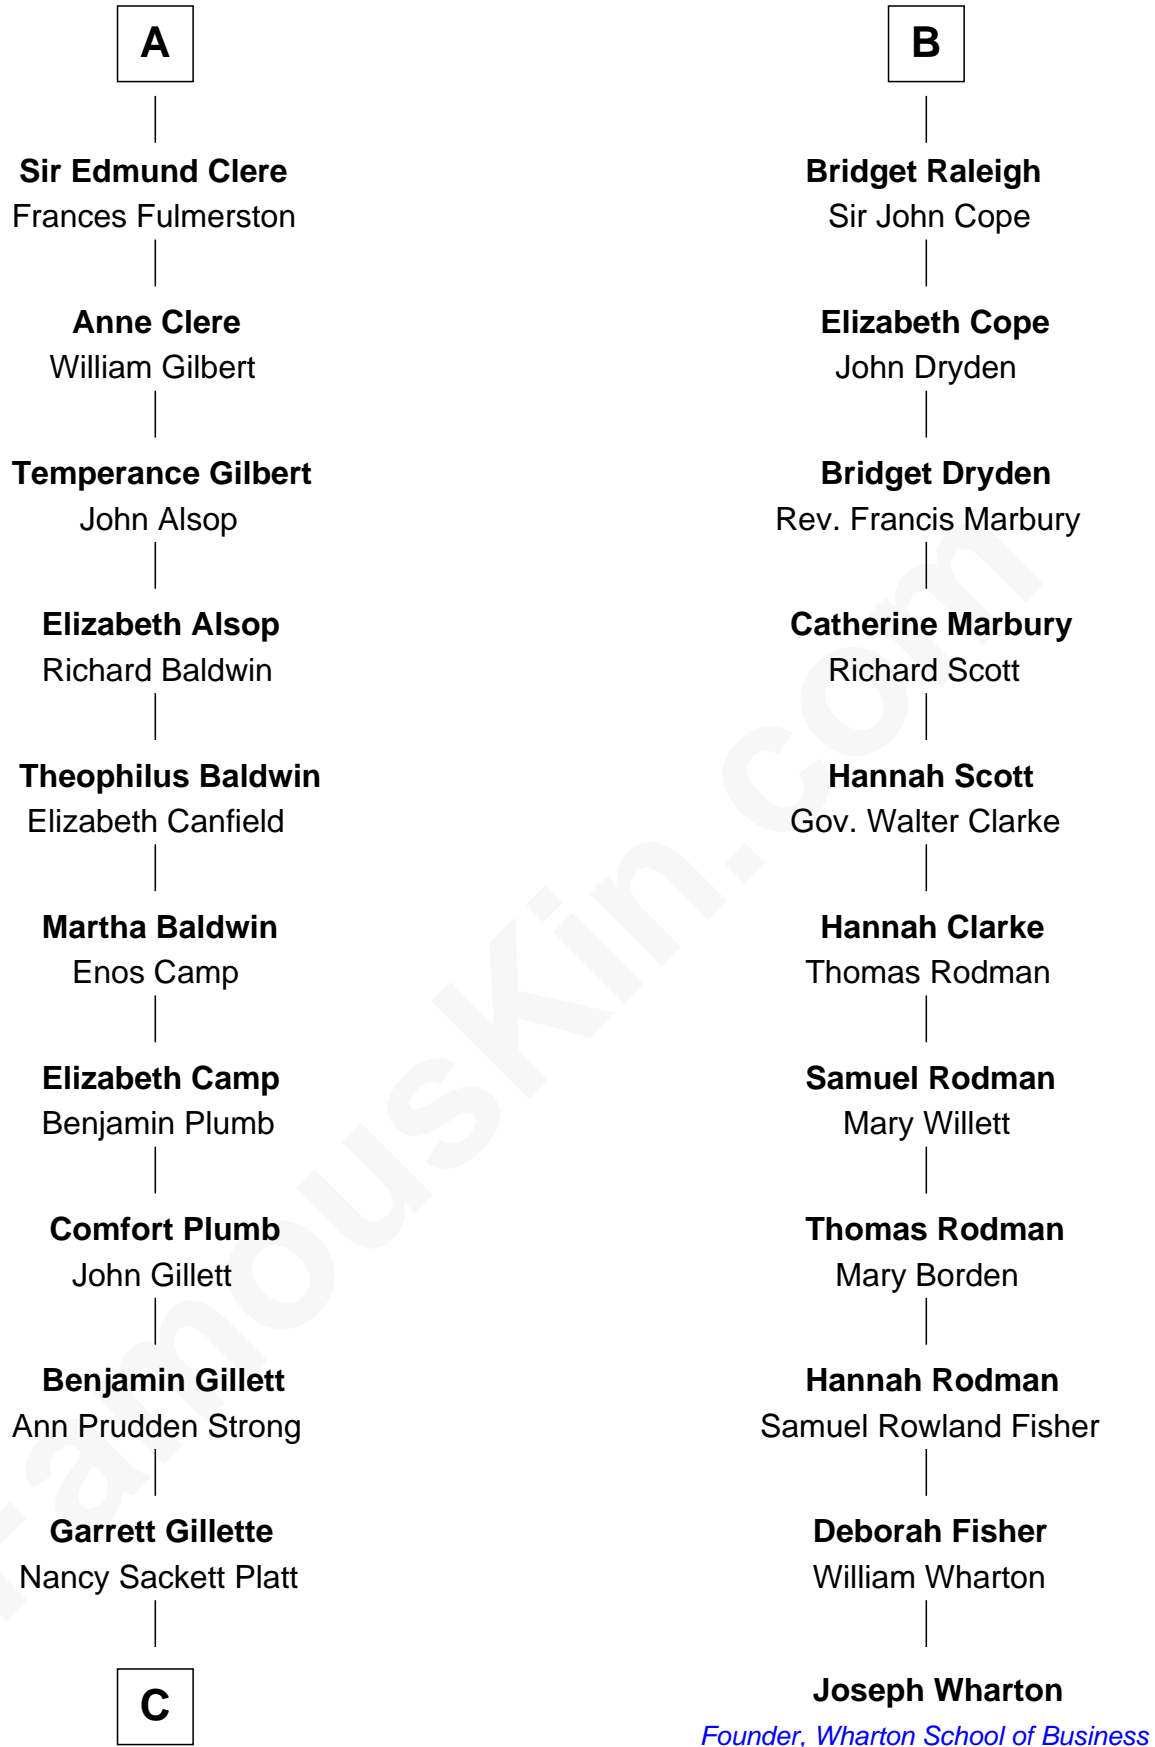 A
Sir Edmund Clere
Frances Fulmerston
Anne Clere
William Gilbert
Temperance Gilbert
John Alsop
Elizabeth Alsop
Richard Baldwin
Theophilus Baldwin
Elizabeth Canfield
Martha Baldwin
Enos Camp
Elizabeth Camp
Benjamin Plumb
Comfort Plumb
John Gillett
Benjamin Gillett
Ann Prudden Strong
Garrett Gillette
Nancy Sackett Platt
C
B
Bridget Raleigh
Sir John Cope
Elizabeth Cope
John Dryden
Bridget Dryden
Rev. Francis Marbury
Catherine Marbury
Richard Scott
Hannah Scott
Gov. Walter Clarke
Hannah Clarke
Thomas Rodman
Samuel Rodman
Mary Willett
Thomas Rodman
Mary Borden
Hannah Rodman
Samuel Rowland Fisher
Deborah Fisher
William Wharton
Joseph Wharton
Founder, Wharton School of Business
FamousKin.com